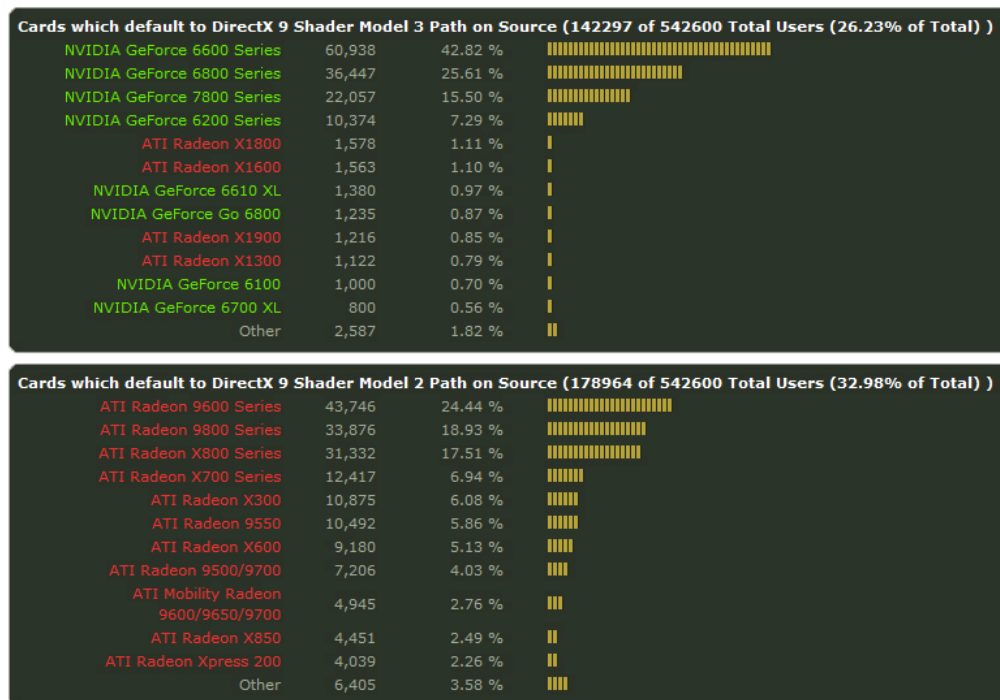 Cards which default to DirectX 9 Shader Model 3 Path on Source (142297 of 542600 Total Users (26.23% of Total) )
NVIDIA GeForce 6600 Series 60,938 42.82 %
NVIDIA GeForce 6800 Series 36,447 25.61 %
NVIDIA GeForce 7800 Series 22,057 15.50 %
NVIDIA GeForce 6200 Series 10,374 7.29 %
ATI Radeon X1800 1,578 1.11 %
ATI Radeon X1600 1,563 1.10 %
NVIDIA GeForce 6610 XL 1,380 0.97 %
NVIDIA GeForce Go 6800 1,235 0.87 %
ATI Radeon X1900 1,216 0.85 %
ATI Radeon X1300 1,122 0.79 %
NVIDIA GeForce 6100 1,000 0.70 %
NVIDIA GeForce 6700 XL 800 0.56 %
Other 2,587 1.82 %
Cards which default to DirectX 9 Shader Model 2 Path on Source (178964 of 542600 Total Users (32.98% of Total) )
ATI Radeon 9600 Series 43,746 24.44 %
ATI Radeon 9800 Series 33,876 18.93 %
ATI Radeon X800 Series 31,332 17.51 %
ATI Radeon X700 Series 12,417 6.94 %
ATI Radeon X300 10,875 6.08 %
ATI Radeon 9550 10,492 5.86 %
ATI Radeon X600 9,180 5.13 %
ATI Radeon 9500/9700 7,206 4.03 %
ATI Mobility Radeon
9600/9650/9700 4,945 2.76 %
ATI Radeon X850 4,451 2.49 %
ATI Radeon Xpress 200 4,039 2.26 %
Other 6,405 3.58 %